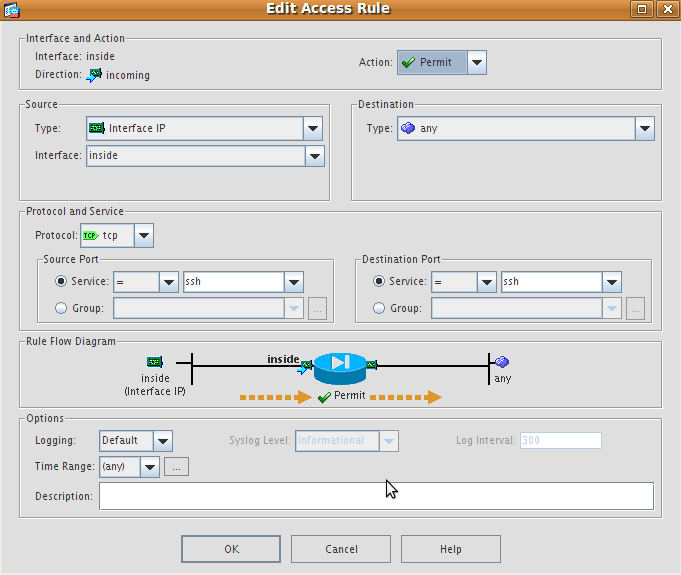 Edit Access Rule
Interface and Action
Interface: inside
Direction: incoming
Action: Permit
Source
Type: Interface IP
Interface: inside
Destination
Type: any
Protocol and Service
Protocol: TCP tcp
Source Port
Service: = ssh
Group: ...
Destination Port
Service: = ssh
Group: ...
Rule Flow Diagram
inside
(Interface IP)
inside
Permit
any
Options
Logging: Default Syslog Level: Informational Log Interval: 300
Time Range: (any) ...
Description:
OK Cancel Help